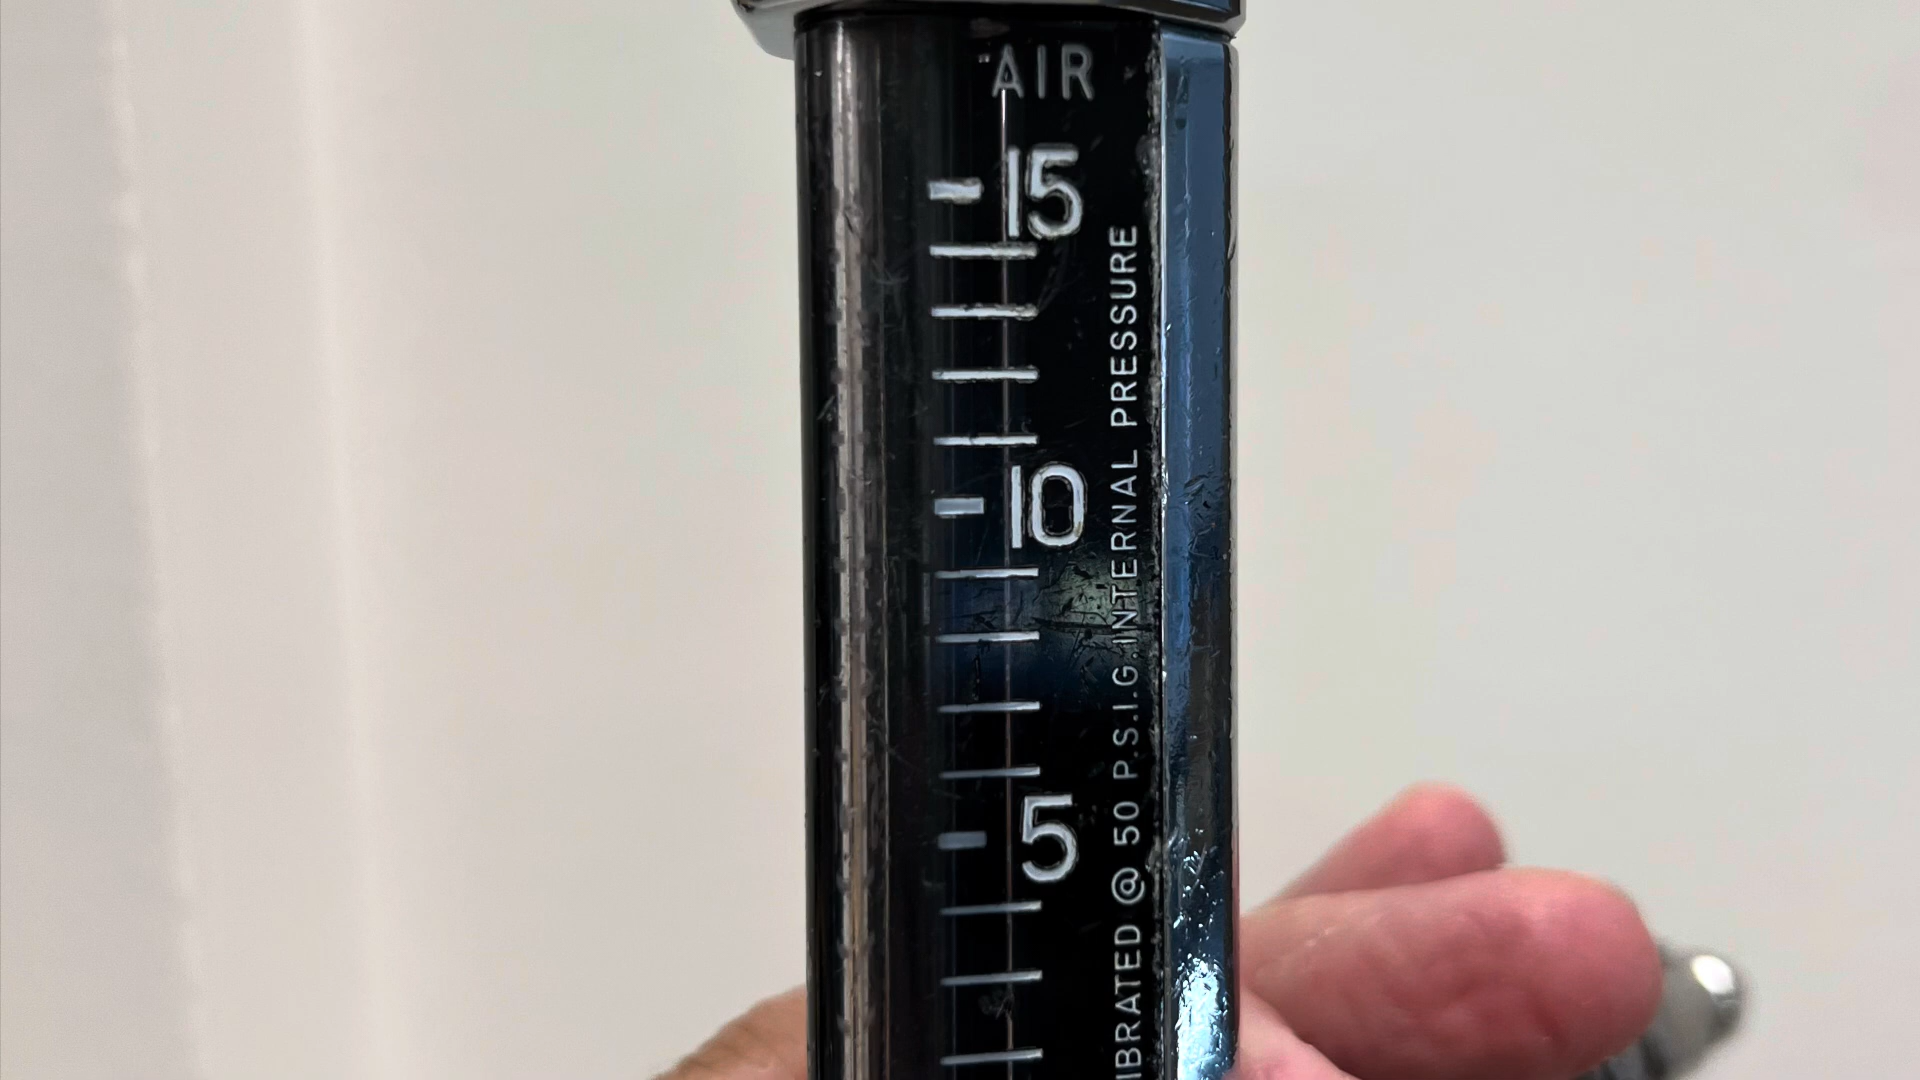 AIR
15
10
5
IBRATED @ 50 P.S.I.G. INTERNAL PRESSURE